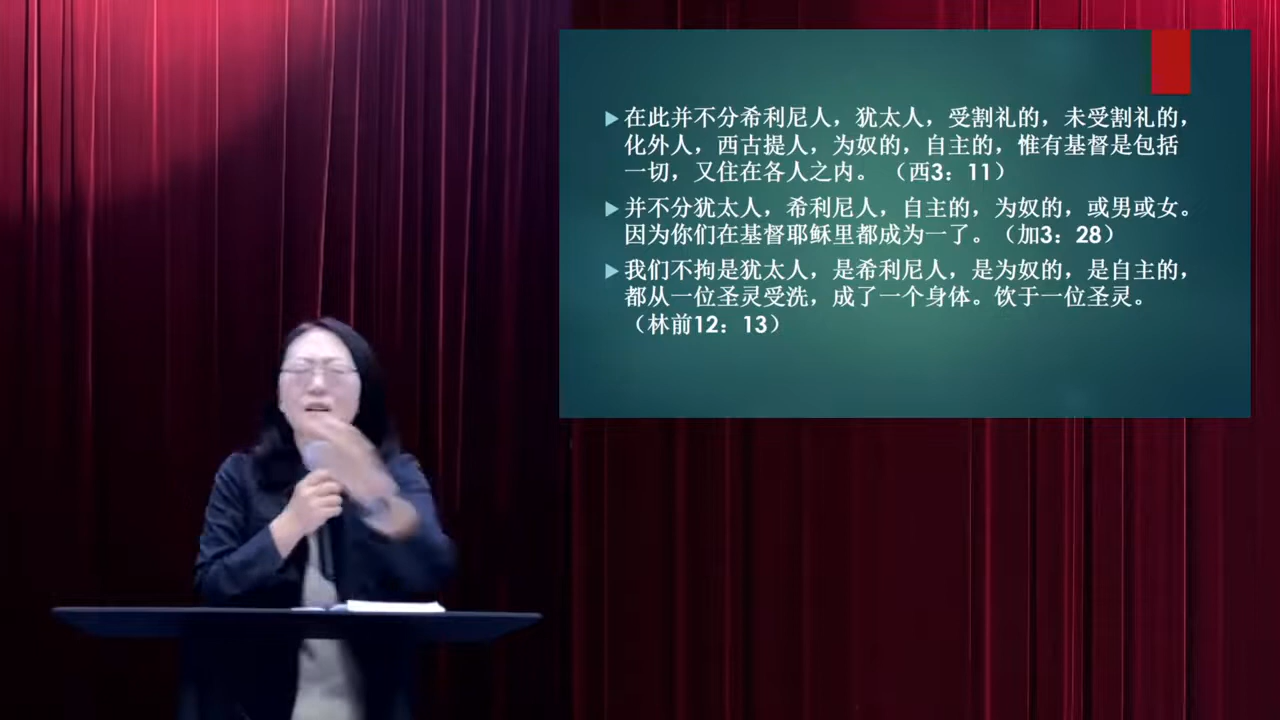 在此并不分希利尼人，犹太人，受割礼的，未受割礼的，
化外人，西古提人，为奴的，自主的，惟有基督是包括
一切，又住在各人之内。（西3：11）
并不分犹太人，希利尼人，自主的，为奴的，或男或女。
因为你们在基督耶稣里都成为一了。（加3：28）
我们不拘是犹太人，是希利尼人，是为奴的，是自主的，
都从一位圣灵受洗，成了一个身体。饮于一位圣灵。
（林前12：13）